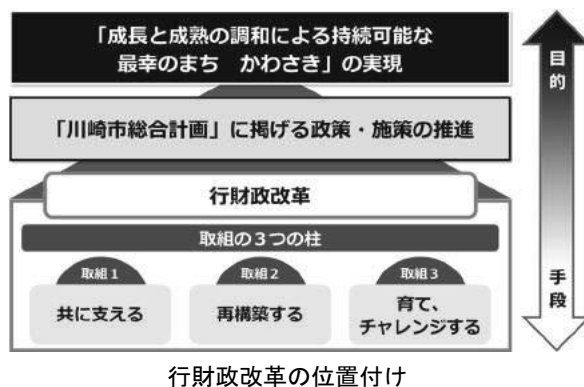 「成長と成熟の調和による持続可能な
最幸のまち　かわさき」の実現
「川崎市総合計画」に掲げる政策・施策の推進
行財政改革
取組の３つの柱
取組１
共に支える
取組２
再構築する
取組３
育て、
チャレンジする
目的
手段
行財政改革の位置付け